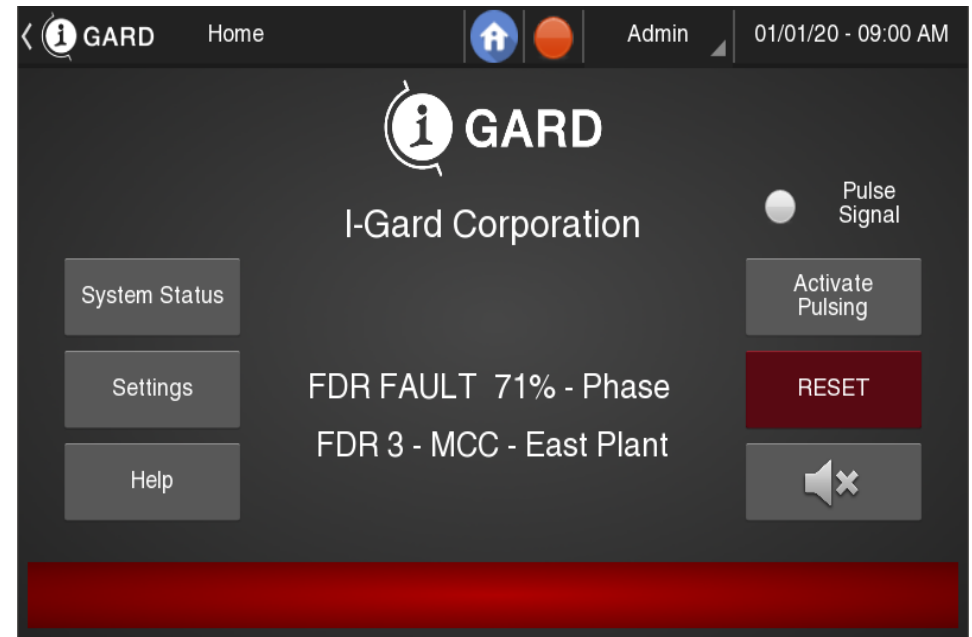 i GARD Home Admin 01/01/20 - 09:00 AM
i GARD
I-Gard Corporation
Pulse
Signal
System Status
Activate
Pulsing
Settings
FDR FAULT 71% - Phase
RESET
FDR 3 - MCC - East Plant
Help